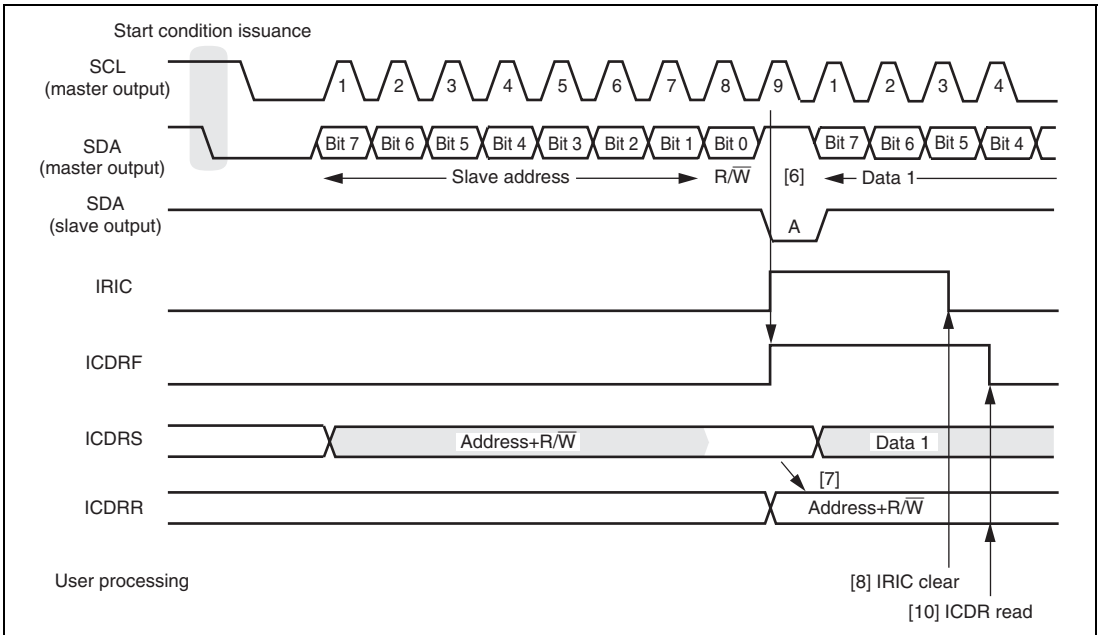 Start condition issuance
SCL
(master output)
1 2 3 4 5 6 7 8 9 1 2 3 4
SDA
(master output)
Bit 7 Bit 6 Bit 5 Bit 4 Bit 3 Bit 2 Bit 1 Bit 0 Bit 7 Bit 6 Bit 5 Bit 4
Slave address R/W̅ [6] Data 1
SDA
(slave output)
A
IRIC
ICDRF
ICDRS Address+R/W̅ Data 1
[7]
ICDRR Address+R/W̅
User processing
[8] IRIC clear
[10] ICDR read